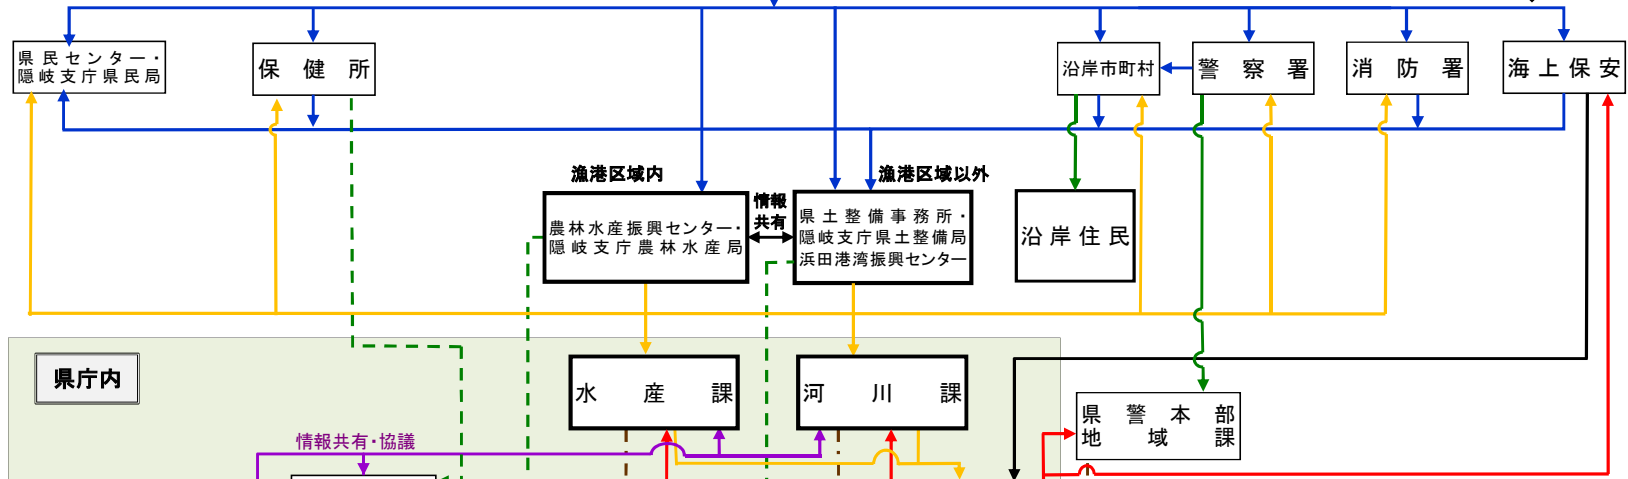 県民センター・
隠岐支庁県民局
保健所
沿岸市町村
警察署
消防署
海上保安
漁港区域内
漁港区域以外
情報
共有
農林水産振興センター・
隠岐支庁農林水産局
県土整備事務所・
隠岐支庁県土整備局
浜田港湾振興センター
沿岸住民
県庁内
水産課
河川課
県警本部
地域課
情報共有・協議